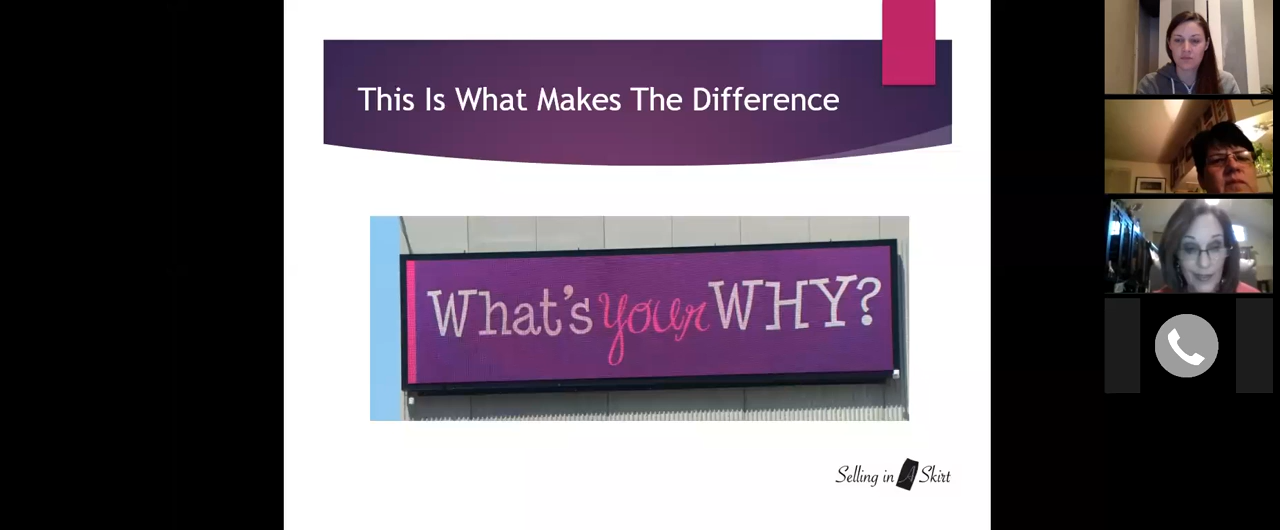 This Is What Makes The Difference
What's your WHY?
Selling in A Skirt